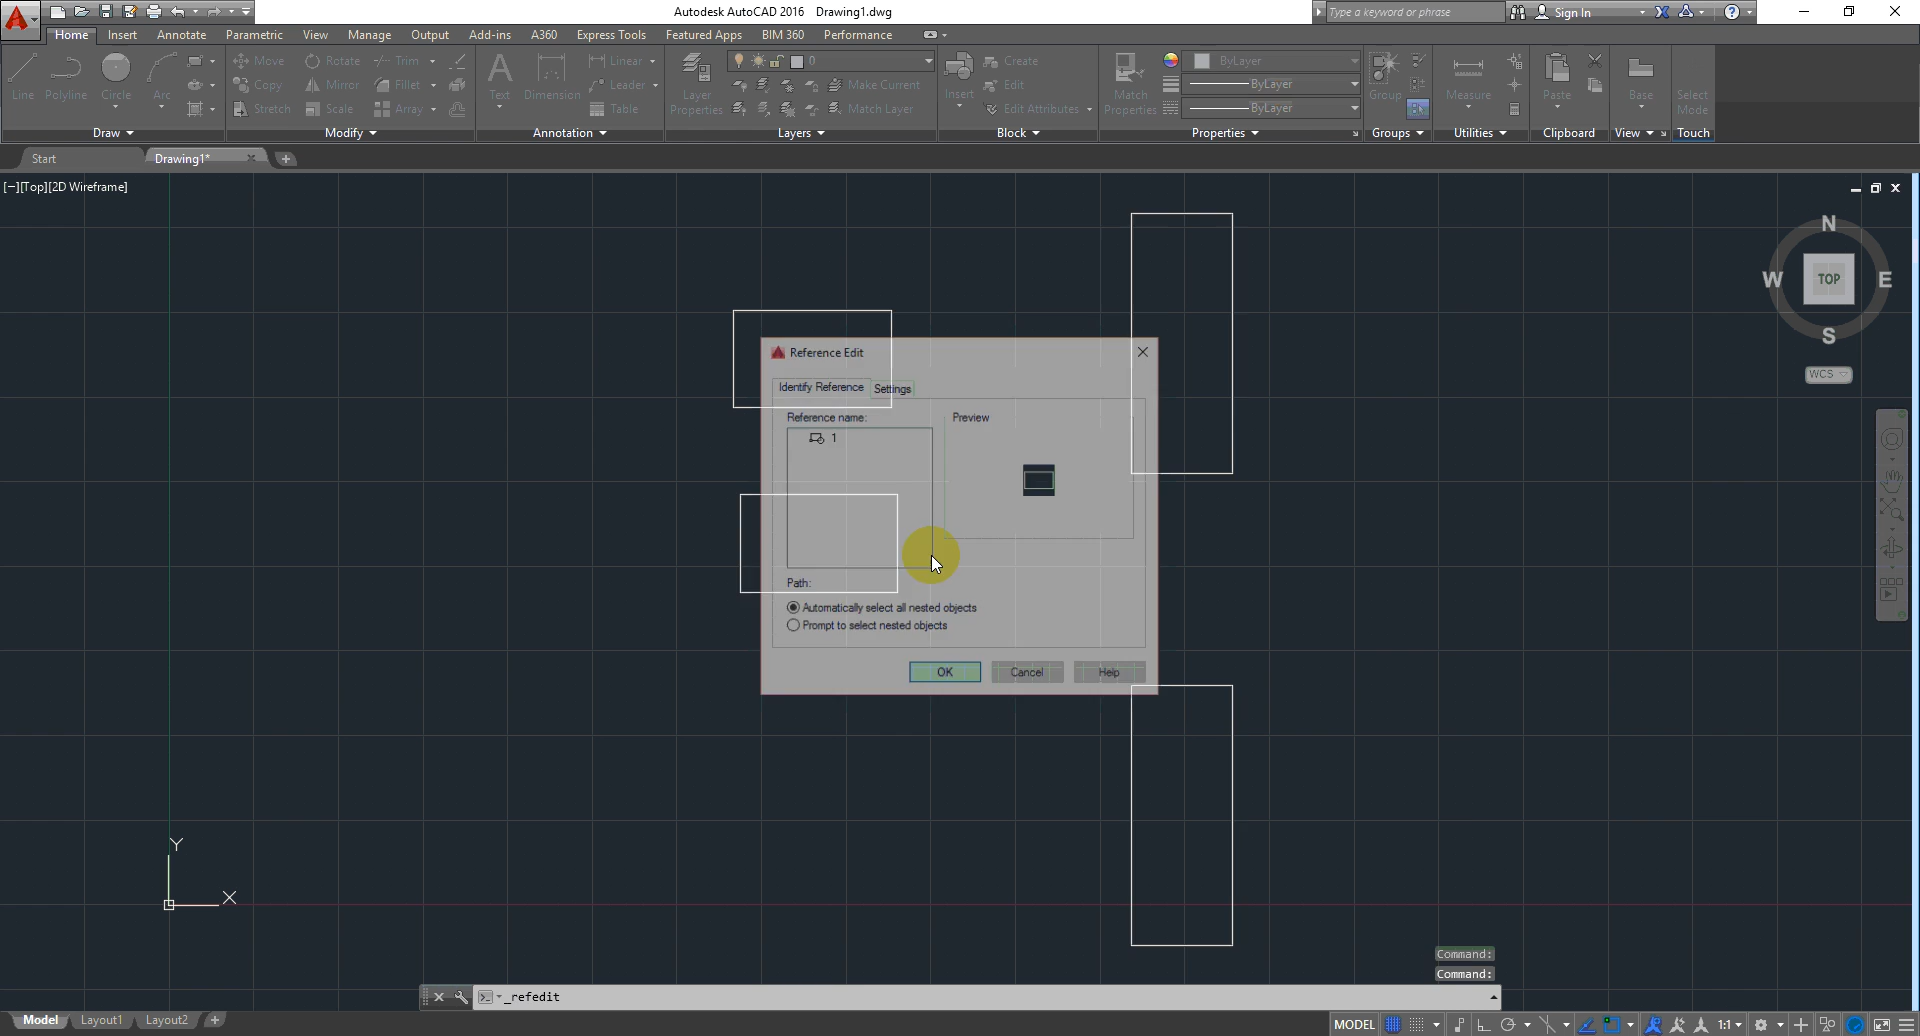 Autodesk AutoCAD 2016 Drawing1.dwg
Type a keyword or phrase
Sign In
Home Insert Annotate Parametric View Manage Output Add-ins A360 Express Tools Featured Apps BIM 360 Performance
Line
Polyline
Circle
Arc
Draw
Move
Rotate
Trim
Copy
Mirror
Fillet
Stretch
Scale
Array
Modify
Text
Dimension
Linear
Leader
Table
Annotation
Layer
Properties
0
Make Current
Match Layer
Layers
Insert
Create
Edit
Edit Attributes
Block
Match
Properties
ByLayer
ByLayer
ByLayer
Properties
Group
Groups
Measure
Utilities
Paste
Clipboard
Base
View
Select
Mode
Touch
Start
Drawing1*
[−][Top][2D Wireframe]
N
W
TOP
E
S
WCS
Reference Edit
Identify Reference
Settings
Reference name:
Preview
1
Path:
Automatically select all nested objects
Prompt to select nested objects
OK
Cancel
Help
Y
X
Command:
Command:
_refedit
Model
Layout1
Layout2
MODEL
1:1